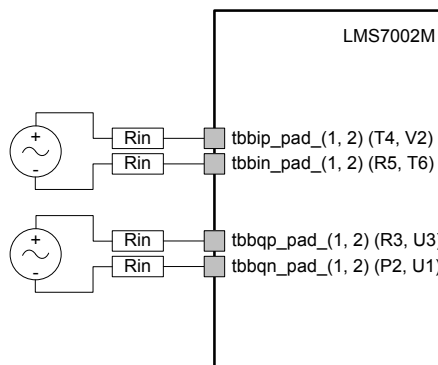 LMS7002M
+
Rin
tbbip_pad_(1, 2) (T4, V2)
Rin
tbbin_pad_(1, 2) (R5, T6)
-
+
Rin
tbbqp_pad_(1, 2) (R3, U3)
Rin
tbbqn_pad_(1, 2) (P2, U1)
-